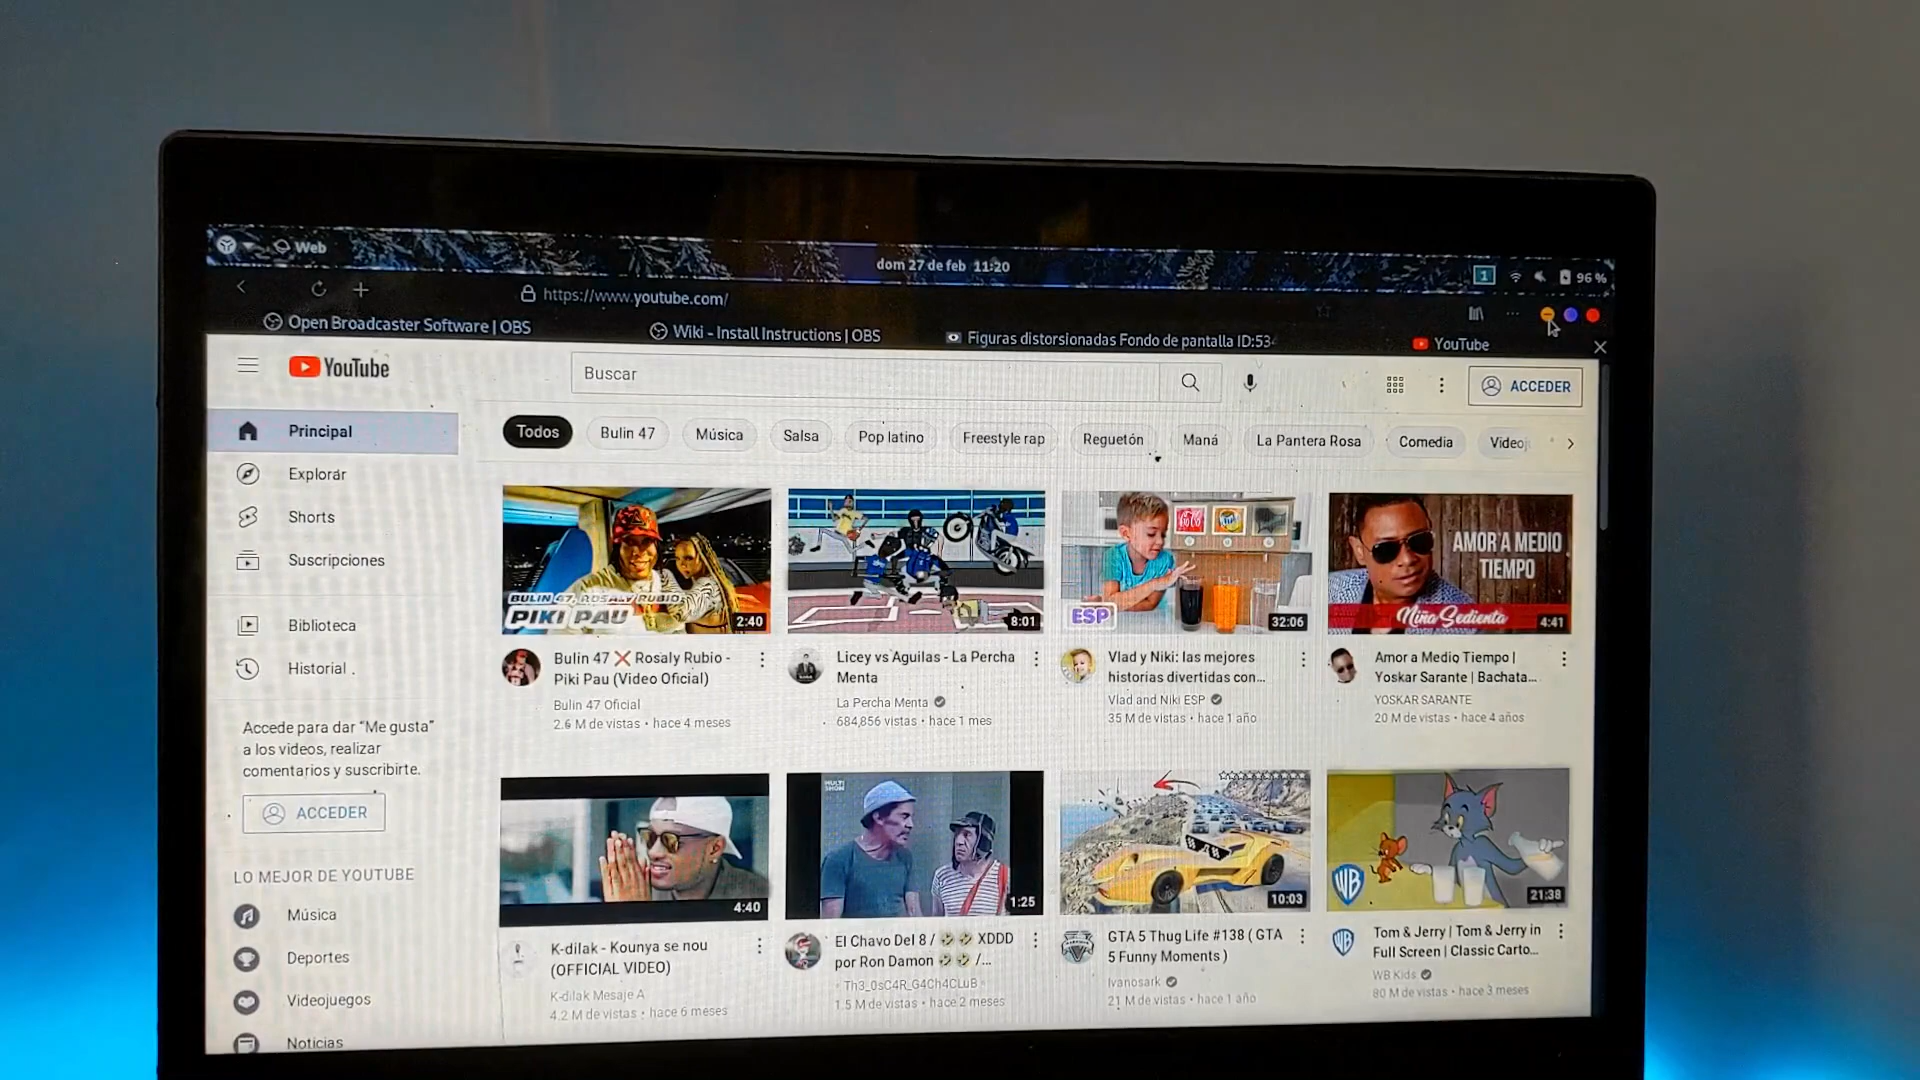 Web
dom 27 de feb 11:20
1
96 %
https://www.youtube.com/
Open Broadcaster Software | OBS
Wiki - Install Instructions | OBS
Figuras distorsionadas Fondo de pantalla ID:534
YouTube
YouTube
Buscar
ACCEDER
Principal
Explorar
Shorts
Suscripciones
Biblioteca
Historial
Accede para dar “Me gusta”
a los videos, realizar
comentarios y suscribirte.
ACCEDER
LO MEJOR DE YOUTUBE
Música
Deportes
Videojuegos
Noticias
Todos
Bulin 47
Música
Salsa
Pop latino
Freestyle rap
Reguetón
Maná
La Pantera Rosa
Comedia
Videoj
BULIN 47, ROSALY RUBIO
PIKI PAU
2:40
8:01
ESP
32:06
AMOR A MEDIO
TIEMPO
Niña Sedienta
4:41
Bulin 47 ❌ Rosaly Rubio -
Piki Pau (Video Oficial)
Bulin 47 Oficial
2.6 M de vistas • hace 4 meses
Licey vs Aguilas - La Percha
Menta
La Percha Menta
684,856 vistas • hace 1 mes
Vlad y Niki: las mejores
historias divertidas con...
Vlad and Niki ESP
35 M de vistas • hace 1 año
Amor a Medio Tiempo |
Yoskar Sarante | Bachata...
YOSKAR SARANTE
20 M de vistas • hace 4 años
4:40
MULTI
SHOW
1:25
10:03
WB
21:38
K-dilak - Kounya se nou
(OFFICIAL VIDEO)
K-dilak Mesaje A
4.2 M de vistas • hace 6 meses
El Chavo Del 8 / 🤣 🤣 XDDD
por Ron Damon 🤣 🤣 /...
Th3_0sC4R_G4Ch4CLuB
1.5 M de vistas • hace 2 meses
GTA 5 Thug Life #138 ( GTA
5 Funny Moments )
Ivanosark
21 M de vistas • hace 1 año
Tom & Jerry | Tom & Jerry in
Full Screen | Classic Carto...
WB Kids
80 M de vistas • hace 3 meses